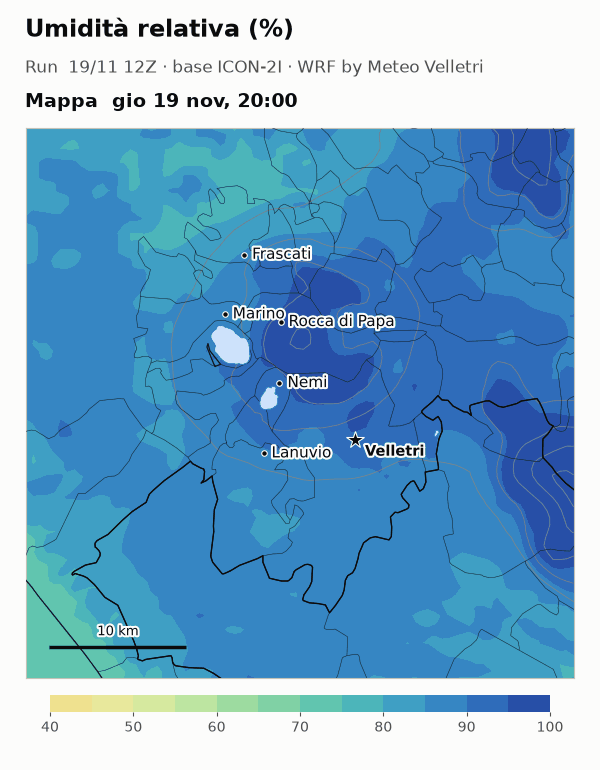 Umidità relativa (%)
Run  19/11 12Z · base ICON-2I · WRF by Meteo Velletri
Mappa  gio 19 nov, 20:00
Frascati
Marino
Rocca di Papa
Nemi
Velletri
Lanuvio
10 km
40 50 60 70 80 90 100